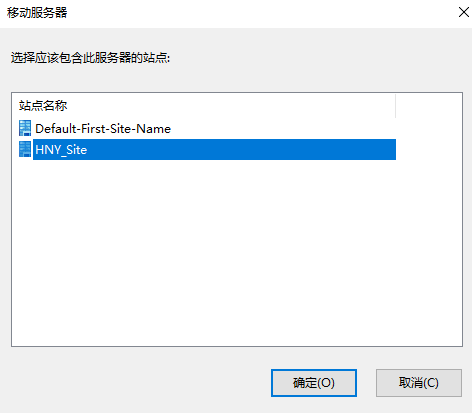 移动服务器
选择应该包含此服务器的站点:
站点名称
Default-First-Site-Name
HNY_Site
确定(O)
取消(C)